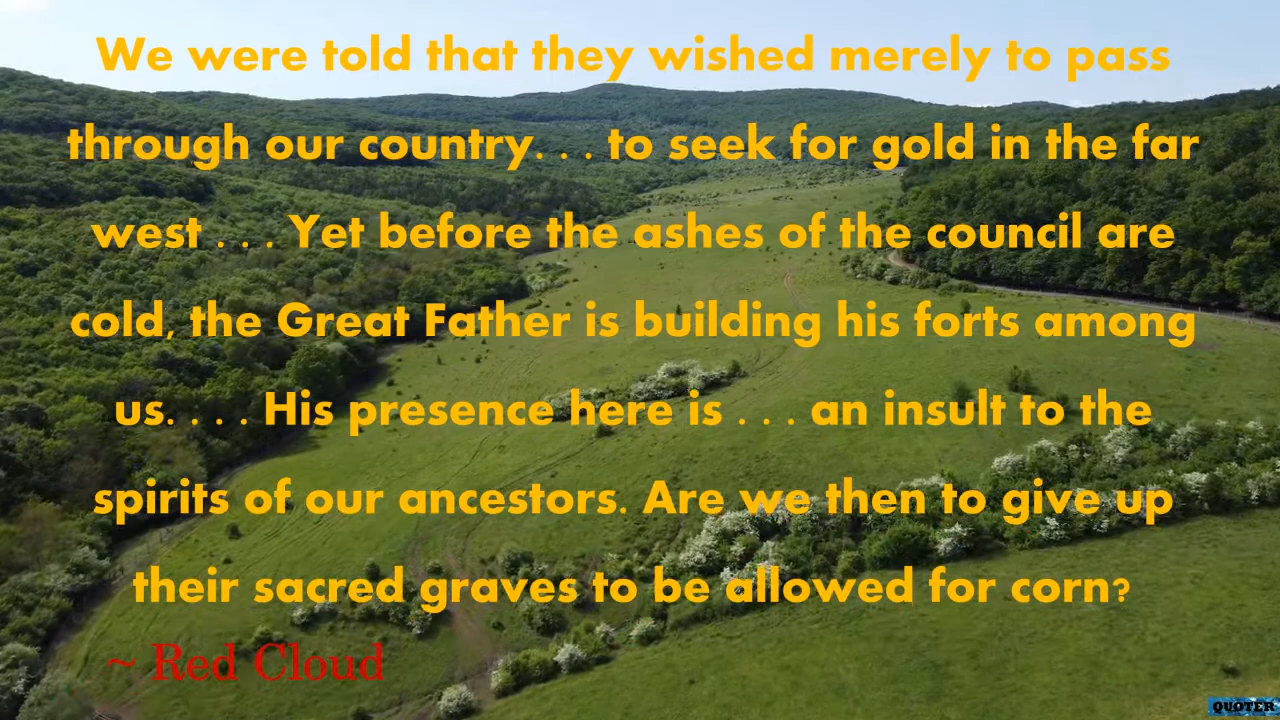 We were told that they wished merely to pass
through our country. . . to seek for gold in the far
west . . . Yet before the ashes of the council are
cold, the Great Father is building his forts among
us. . . . His presence here is . . . an insult to the
spirits of our ancestors. Are we then to give up
their sacred graves to be allowed for corn?
~ Red Cloud
QUOTER